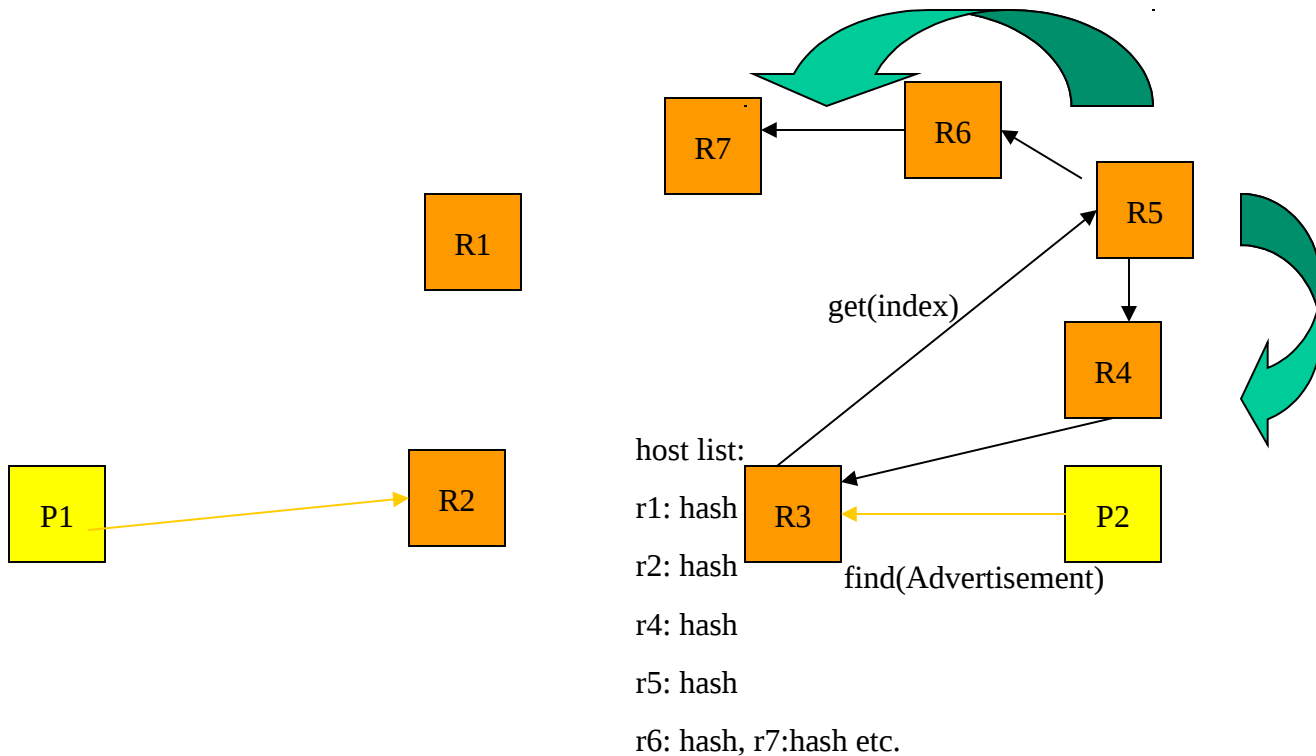 R7
R6
R5
R1
get(index)
R4
host list:
P1
R2
r1: hash
R3
P2
r2: hash
find(Advertisement)
r4: hash
r5: hash
r6: hash, r7:hash etc.